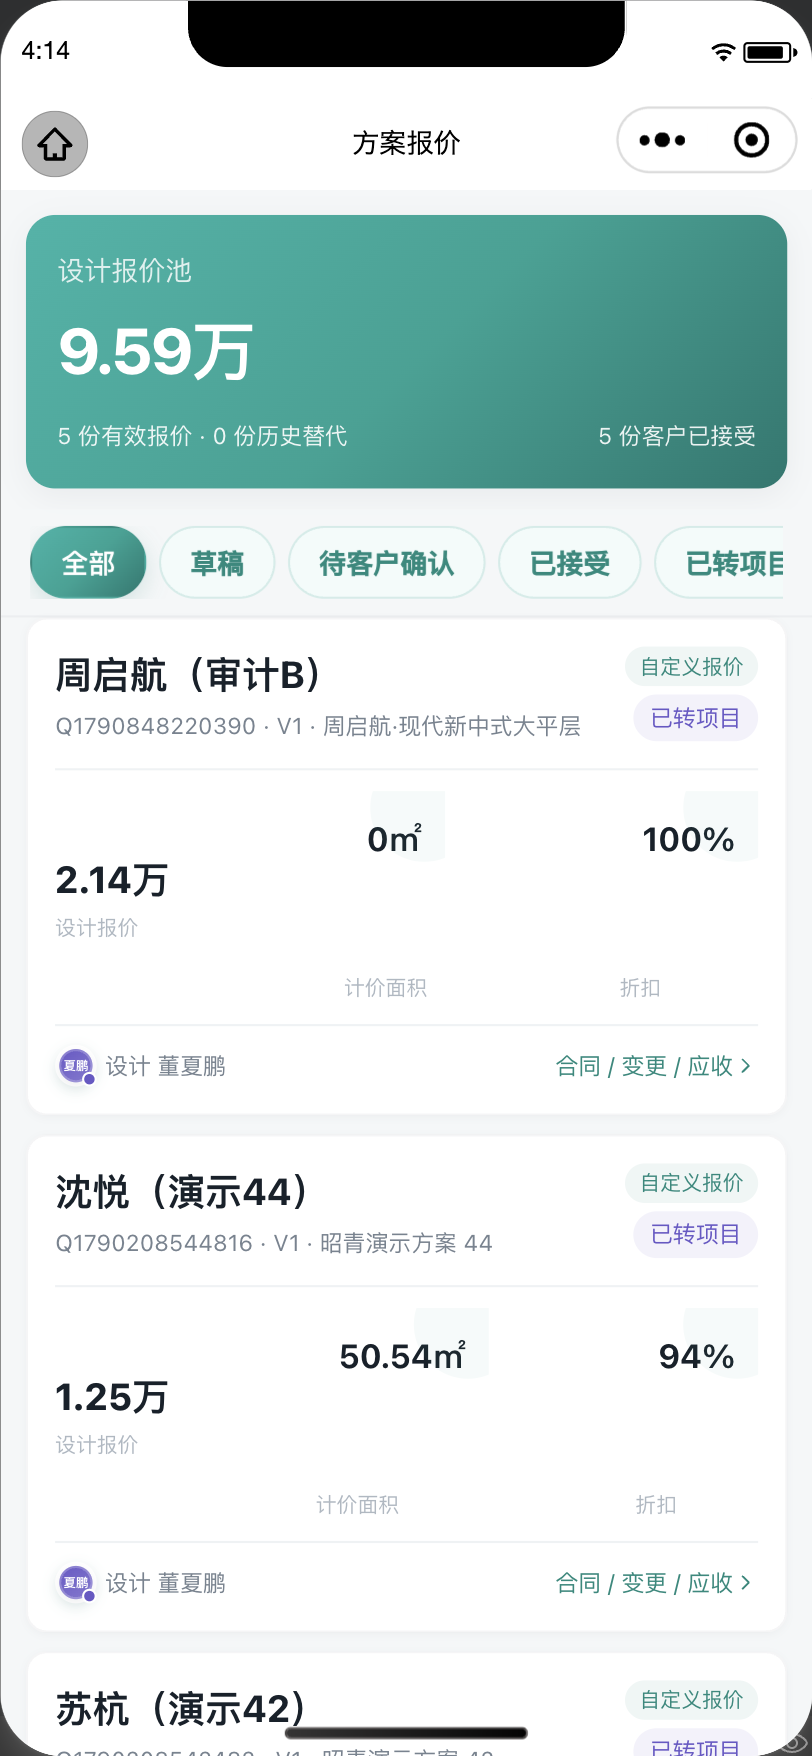 4:14
方案报价
设计报价池
9.59万
5 份有效报价 · 0 份历史替代
5 份客户已接受
全部
草稿
待客户确认
已接受
已转项目
周启航（审计B）
自定义报价
Q1790848220390 · V1 · 周启航·现代新中式大平层
已转项目
0㎡
100%
2.14万
设计报价
计价面积
折扣
夏鹏
设计 董夏鹏
合同 / 变更 / 应收
沈悦（演示44）
自定义报价
Q1790208544816 · V1 · 昭青演示方案 44
已转项目
50.54㎡
94%
1.25万
设计报价
计价面积
折扣
夏鹏
设计 董夏鹏
合同 / 变更 / 应收
苏杭（演示42）
自定义报价
已转项目